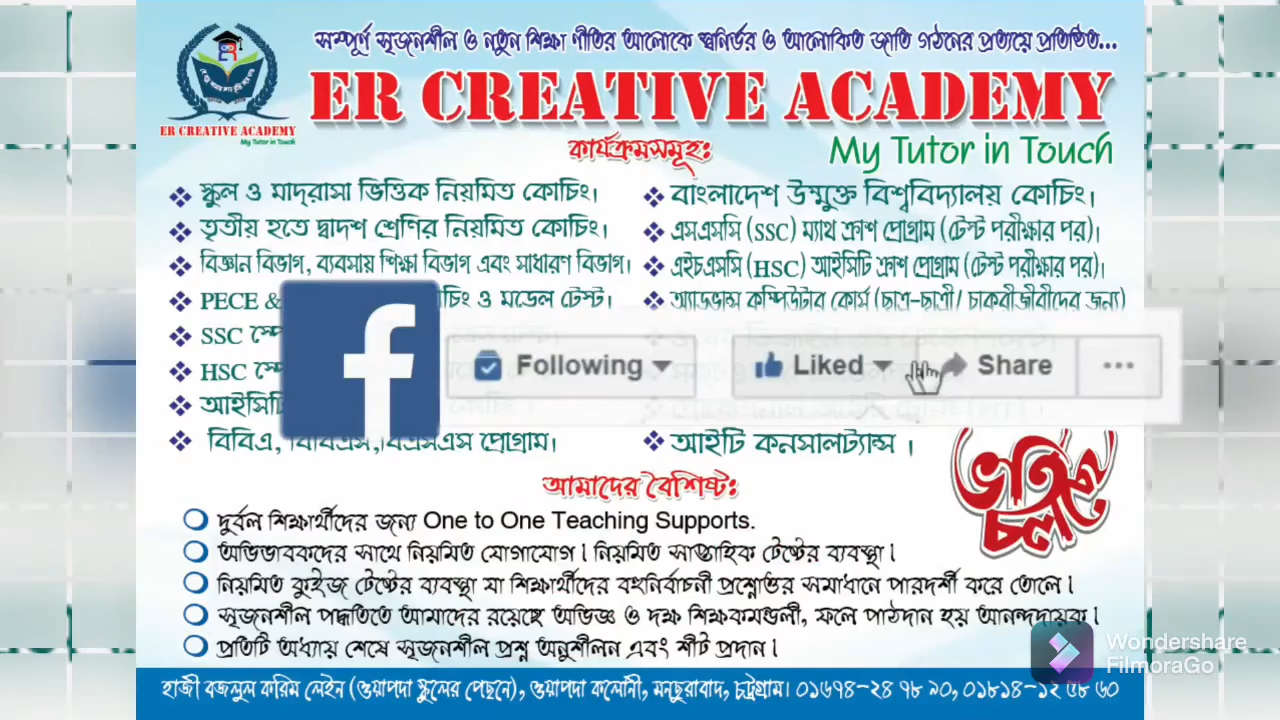 সম্পূর্ণ সৃজনশীল ও নতুন শিক্ষা নীতির আলোকে স্বনির্ভর ও আলোকিত জাতি গঠনের প্রত্যয়ে প্রতিষ্ঠিত...
ER CREATIVE ACADEMY
ER CREATIVE ACADEMY
My Tutor in Touch
My Tutor in Touch
কার্যক্রমসমূহঃ
স্কুল ও মাদ্রাসা ভিত্তিক নিয়মিত কোচিং।
তৃতীয় হতে দ্বাদশ শ্রেণির নিয়মিত কোচিং।
বিজ্ঞান বিভাগ, ব্যবসায় শিক্ষা বিভাগ এবং সাধারণ বিভাগ।
PECE & চিং ও মডেল টেস্ট।
SSC স্পে
HSC স্পে
আইসিটি
বিবিএ, বিবিএস,বিএসএস প্রোগ্রাম।
বাংলাদেশ উম্মুক্ত বিশ্ববিদ্যালয় কোচিং।
এসএসসি (SSC) ম্যাথ ক্রাশ প্রোগ্রাম (টেস্ট পরীক্ষার পর)।
এইচএসসি (HSC) আইসিটি ক্রাশ প্রোগ্রাম (টেস্ট পরীক্ষার পর)।
অ্যাডভান্স কম্পিউটার কোর্স (ছাত্র-ছাত্রী/ চাকরীজীবীদের জন্য)
আইটি কনসালট্যান্স ।
f Following Liked Share ...
ভর্তি চলছে
আমাদের বৈশিষ্টঃ
দুর্বল শিক্ষার্থীদের জন্য One to One Teaching Supports.
অভিভাবকদের সাথে নিয়মিত যোগাযোগ। নিয়মিত সাপ্তাহিক টেষ্টের ব্যবস্থা।
নিয়মিত কুইজ টেষ্টের ব্যবস্থা যা শিক্ষার্থীদের বহুনির্বাচনী প্রশ্নোত্তর সমাধানে পারদর্শী করে তোলে।
সৃজনশীল পদ্ধতিতে আমাদের রয়েছে অভিজ্ঞ ও দক্ষ শিক্ষকমন্ডলী, ফলে পাঠদান হয় আনন্দদায়ক।
প্রতিটি অধ্যায় শেষে সৃজনশীল প্রশ্ন অনুশীলন এবং শীট প্রদান।
Wondershare
FilmoraGo
হাজী বজলুল করিম লেইন (ওয়াপদা স্কুলের পেছনে), ওয়াপদা কলোনী, মনছুরাবাদ, চট্রগ্রাম। ০১৬৭৪-২৪ ৭৮ ৯০, ০১৮১৪-১২ ৫৮ ৬০